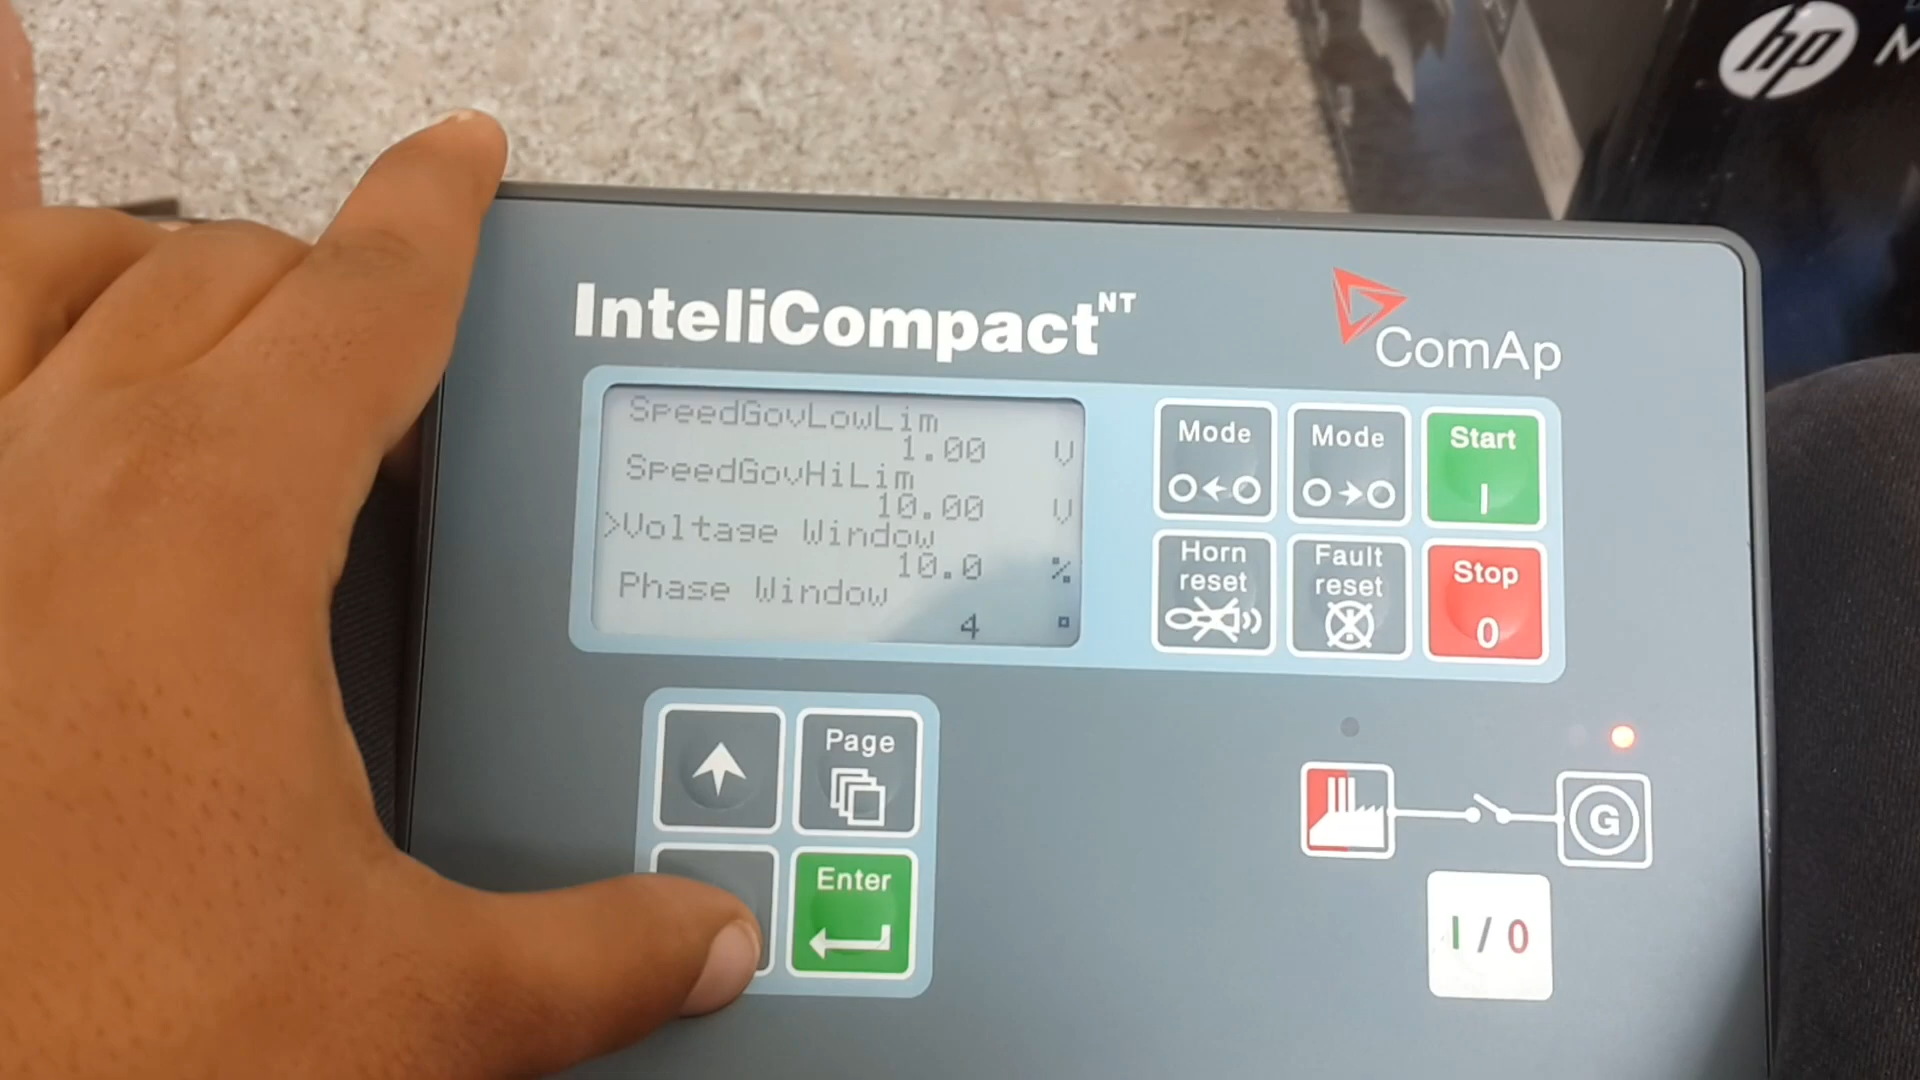 hp M
InteliCompact NT
ComAp
SpeedGovLowLim
1.00 V
SpeedGovHiLim
10.00 V
>Voltage Window
10.0 %
Phase Window
4 °
Mode
Mode
Start
I
Horn
reset
Fault
reset
Stop
0
Page
Enter
G
I / 0